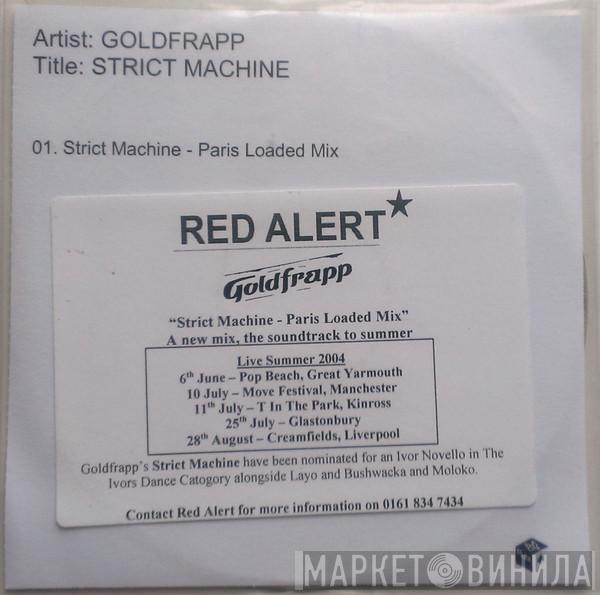 Artist: GOLDFRAPP
Title: STRICT MACHINE
01. Strict Machine - Paris Loaded Mix
RED ALERT
Goldfrapp
“Strict Machine - Paris Loaded Mix”
A new mix, the soundtrack to summer
Live Summer 2004
6th June – Pop Beach, Great Yarmouth
10 July – Move Festival, Manchester
11th July – T In The Park, Kinross
25th July – Glastonbury
28th August – Creamfields, Liverpool
Goldfrapp’s Strict Machine have been nominated for an Ivor Novello in The
Ivors Dance Catogory alongside Layo and Bushwacka and Moloko.
Contact Red Alert for more information on 0161 834 7434
МАРКЕТ ВИНИЛА